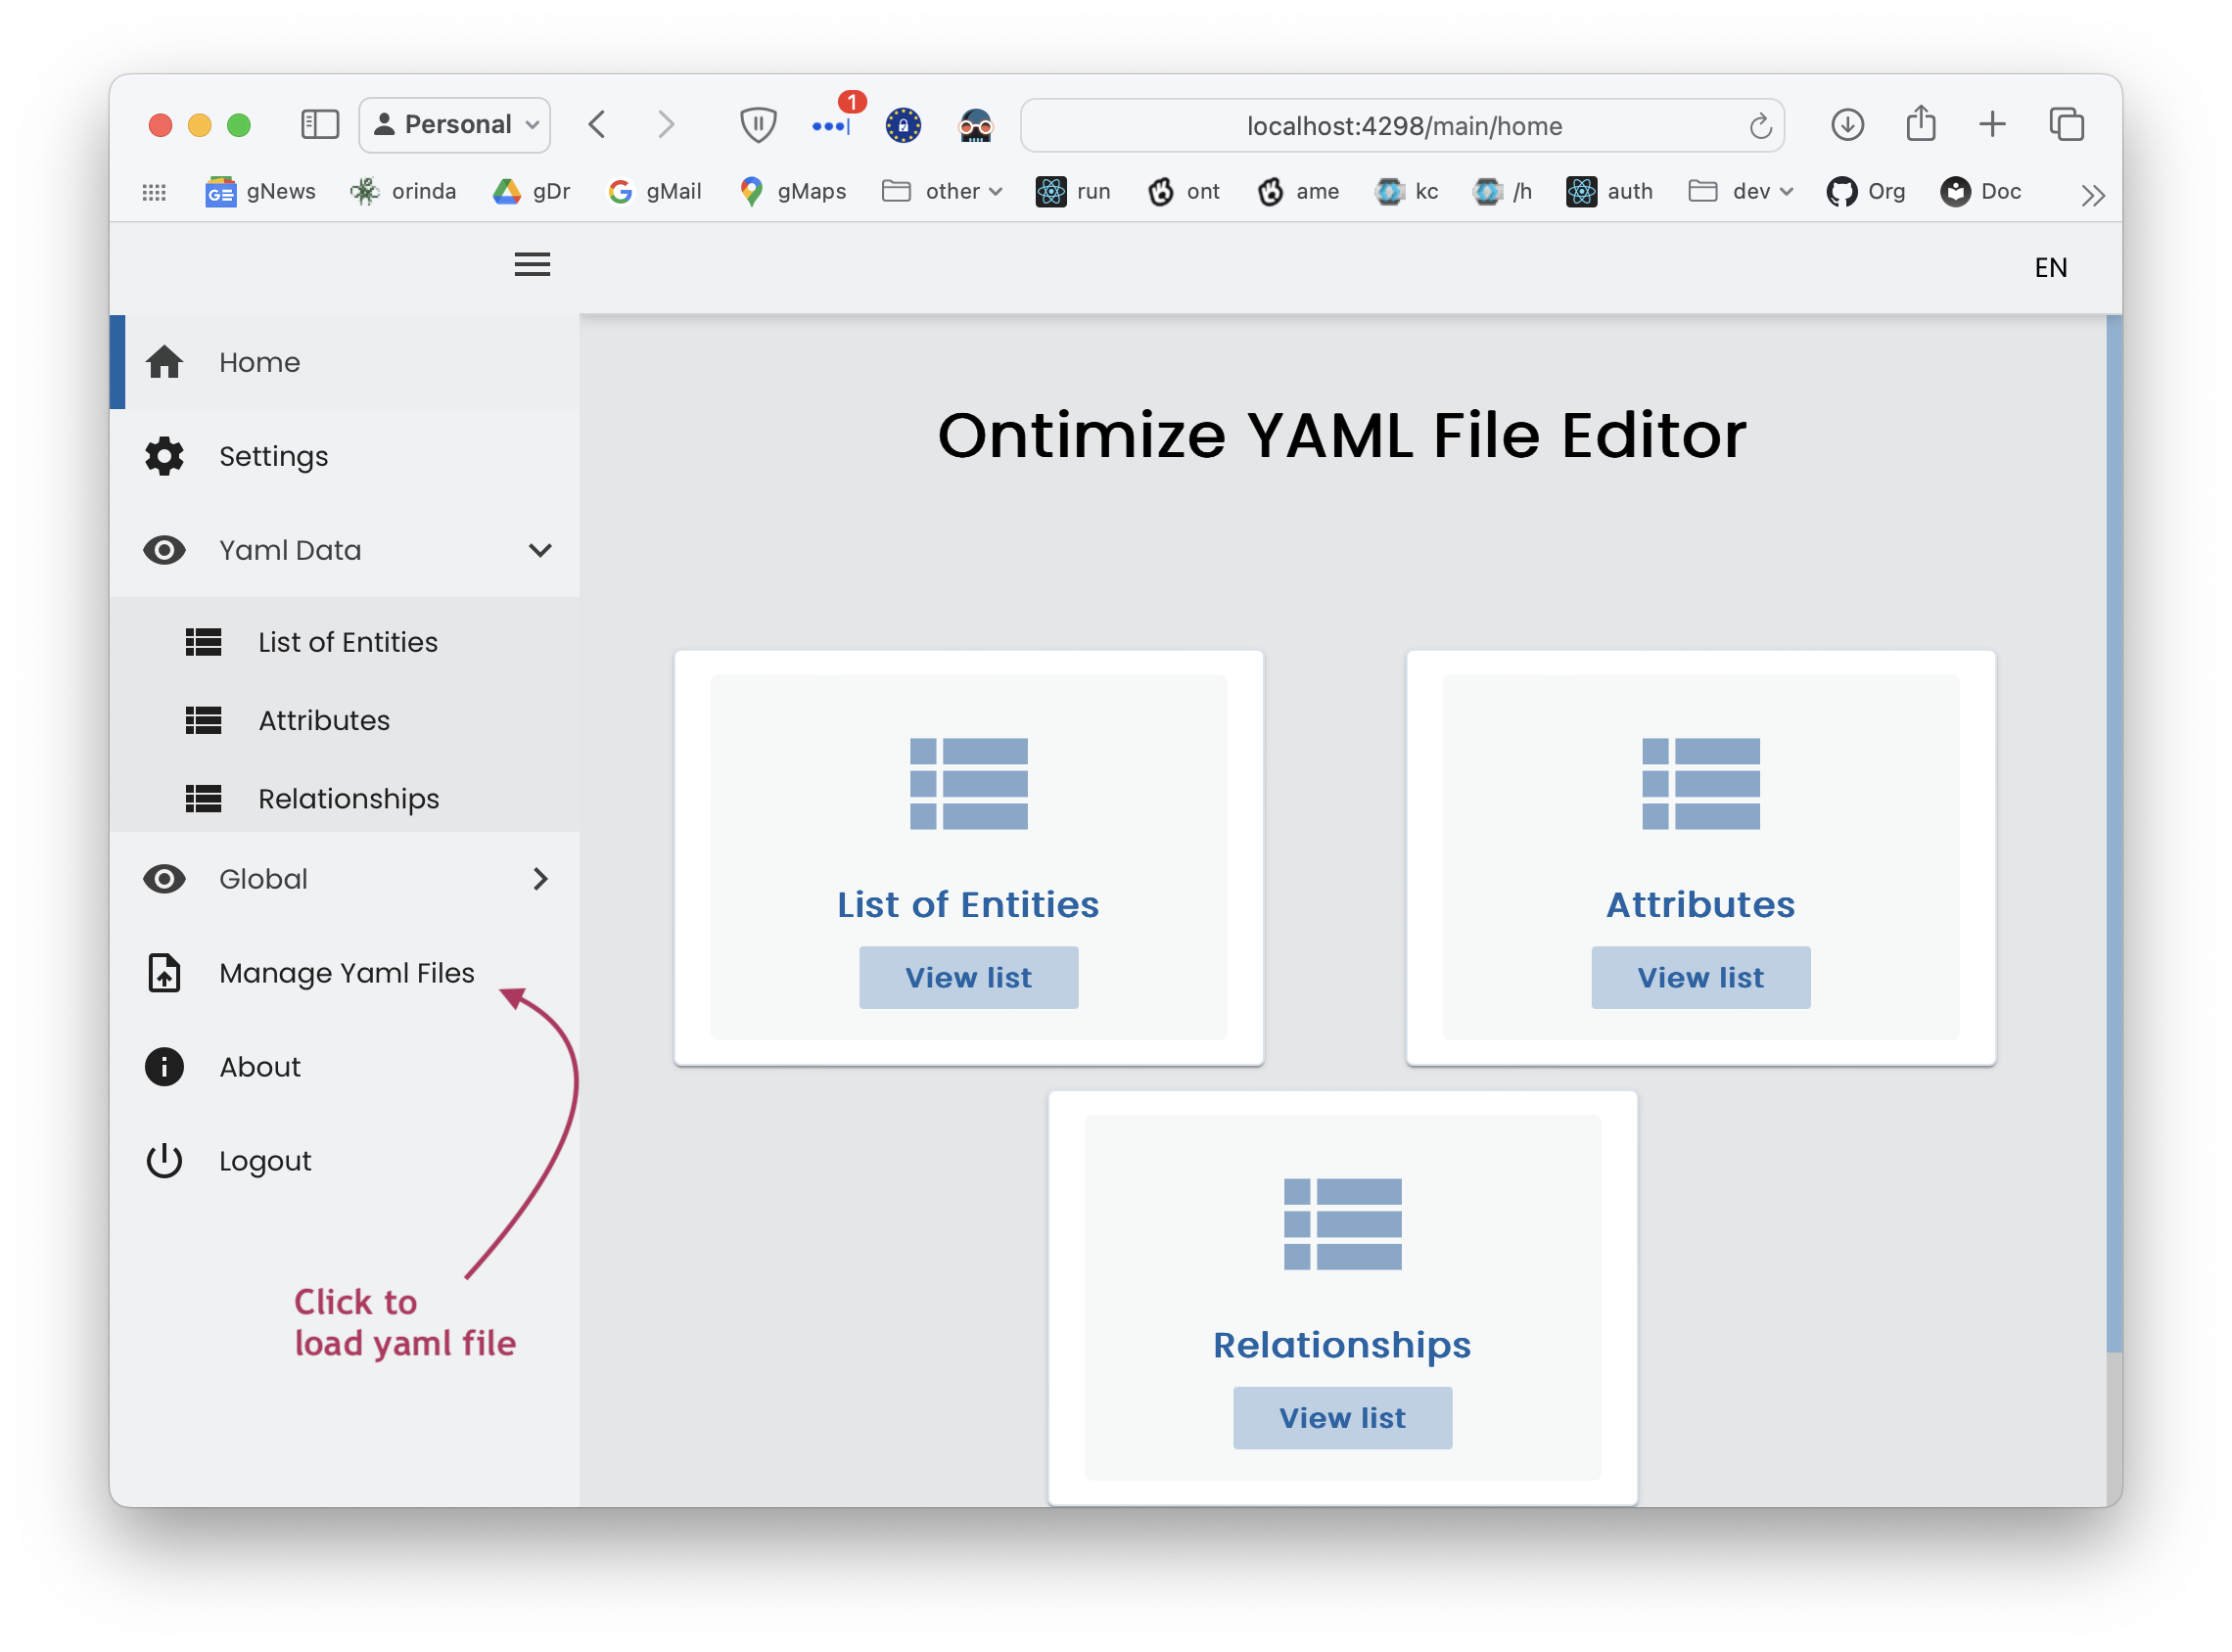 Personal
1
localhost:4298/main/home
gNews
orinda
gDr
gMail
gMaps
other
run
ont
ame
kc
/h
auth
dev
Org
Doc
EN
Home
Settings
Yaml Data
List of Entities
Attributes
Relationships
Global
Manage Yaml Files
About
Logout
Click to
load yaml file
Ontimize YAML File Editor
List of Entities
View list
Attributes
View list
Relationships
View list